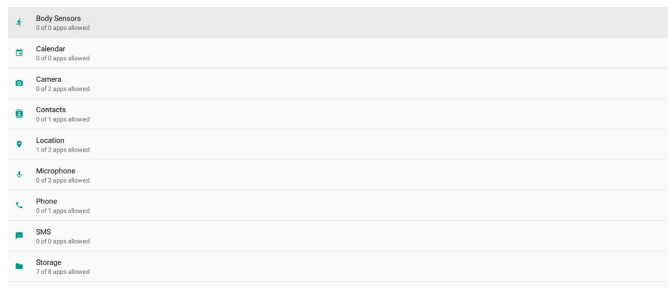 Body Sensors
0 of 0 apps allowed
Calendar
0 of 0 apps allowed
Camera
0 of 2 apps allowed
Contacts
0 of 1 apps allowed
Location
1 of 2 apps allowed
Microphone
0 of 2 apps allowed
Phone
0 of 1 apps allowed
SMS
0 of 0 apps allowed
Storage
7 of 8 apps allowed